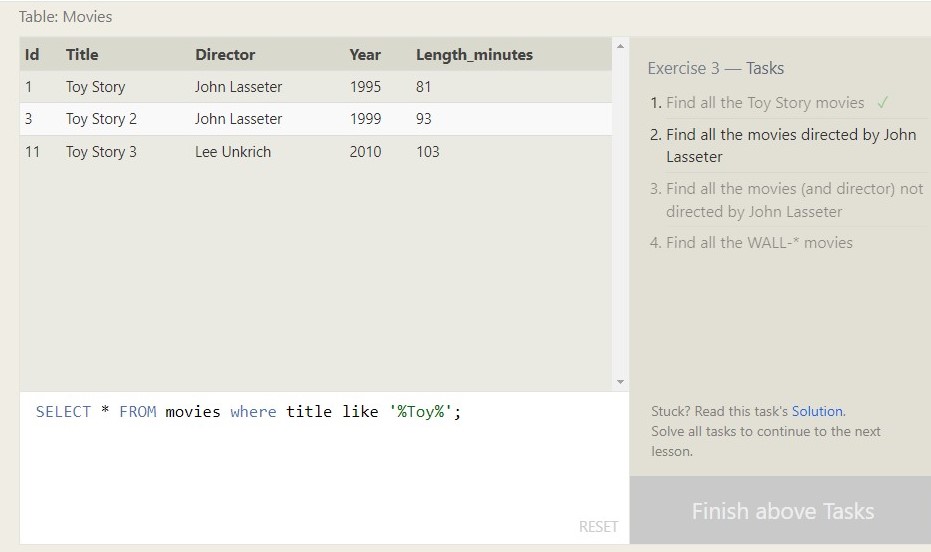 Table: Movies
Id Title Director Year Length_minutes
1 Toy Story John Lasseter 1995 81
3 Toy Story 2 John Lasseter 1999 93
11 Toy Story 3 Lee Unkrich 2010 103
SELECT * FROM movies where title like '%Toy%';
RESET
Exercise 3 — Tasks
1. Find all the Toy Story movies ✓
2. Find all the movies directed by John
Lasseter
3. Find all the movies (and director) not
directed by John Lasseter
4. Find all the WALL-* movies
Stuck? Read this task's Solution.
Solve all tasks to continue to the next
lesson.
Finish above Tasks